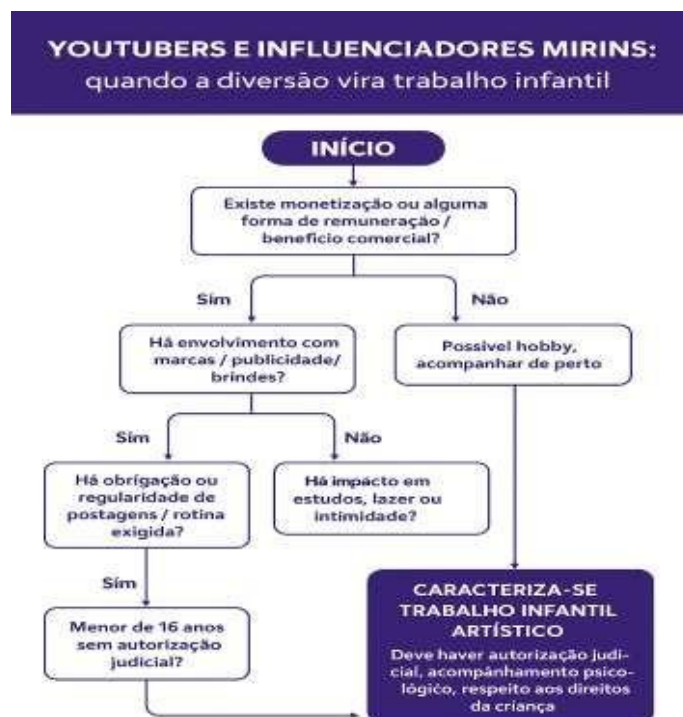 YOUTUBERS E INFLUENCIADORES MIRINS:
quando a diversão vira trabalho infantil
INÍCIO
Existe monetização ou alguma
forma de remuneração /
beneficio comercial?
Sim
Não
Há envolvimento com
marcas / publicidade/
brindes?
Possivel hobby,
acompanhar de perto
Sim
Não
Há obrigação ou
regularidade de
postagens / rotina
exigida?
Há impacto em
estudos, lazer ou
intimidade?
Sim
Menor de 16 anos
sem autorização
judicial?
CARACTERIZA-SE
TRABALHO INFANTIL
ARTÍSTICO
Deve haver autorização judi-
cial, acompânhamento psico-
lógico, respeito aos direitos
da criança